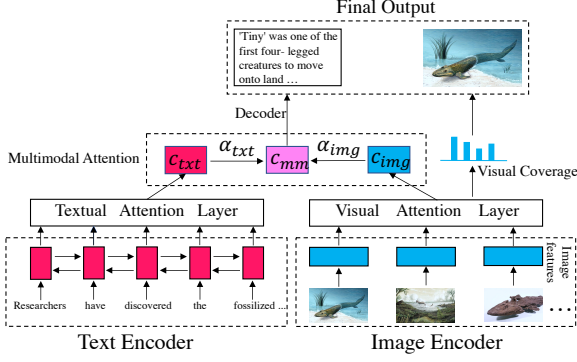 Final Output
'Tiny' was one of the
first four- legged
creatures to move
onto land ...
Decoder
Multimodal Attention
c_txt
α_txt
c_mm
α_img
c_img
Visual Coverage
Textual Attention Layer
Visual Attention Layer
Image
features
Researchers have discovered the fossilized ...
...
Text Encoder
Image Encoder